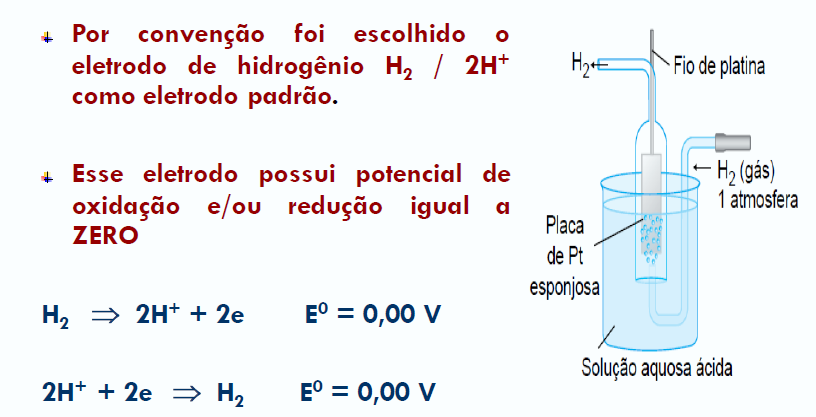 Por convenção foi escolhido o
eletrodo de hidrogênio H₂ / 2H⁺
como eletrodo padrão.
Esse eletrodo possui potencial de
oxidação e/ou redução igual a
ZERO
H₂ ⇒ 2H⁺ + 2e E⁰ = 0,00 V
2H⁺ + 2e ⇒ H₂ E⁰ = 0,00 V
H₂←
Fio de platina
← H₂ (gás)
1 atmosfera
Placa
de Pt
esponjosa
Solução aquosa ácida